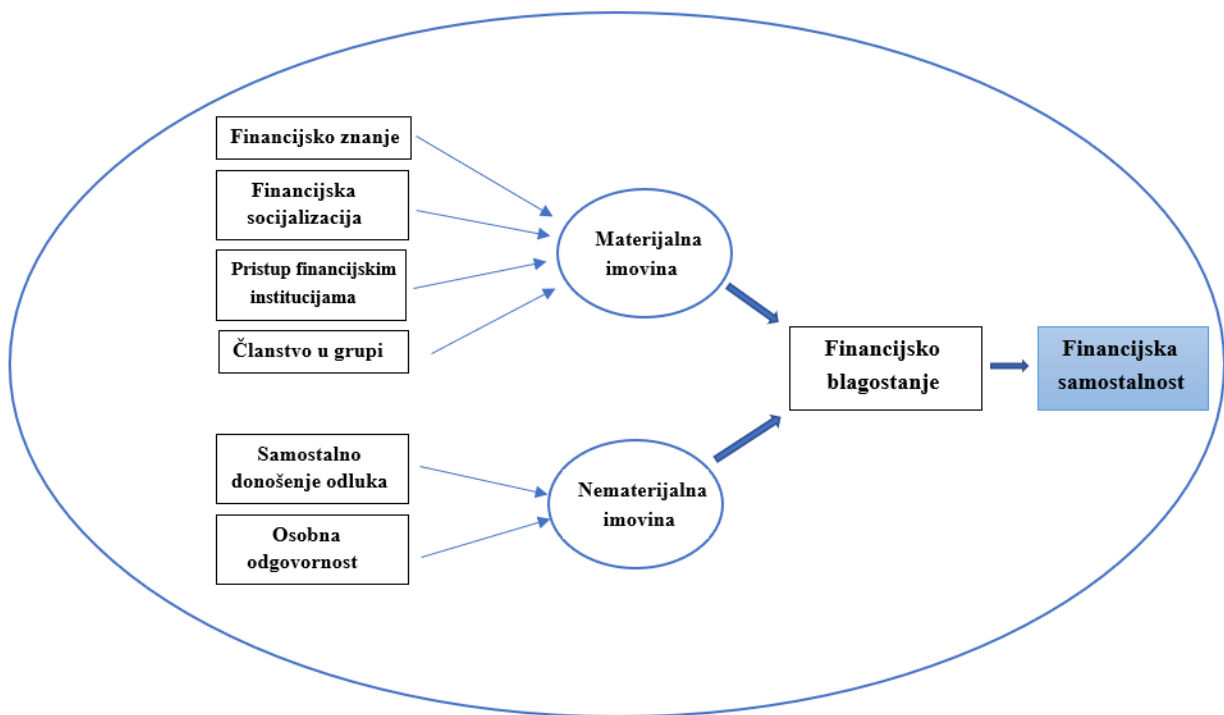 Financijsko znanje
Financijska
socijalizacija
Pristup financijskim
institucijama
Članstvo u grupi
Samostalno
donošenje odluka
Osobna
odgovornost
Materijalna
imovina
Nematerijalna
imovina
Financijsko
blagostanje
Financijska
samostalnost